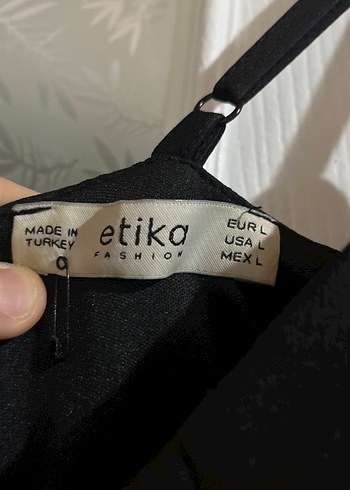 MADE IN
TURKEY
etika
FASHION
EUR L
USA L
MEX L